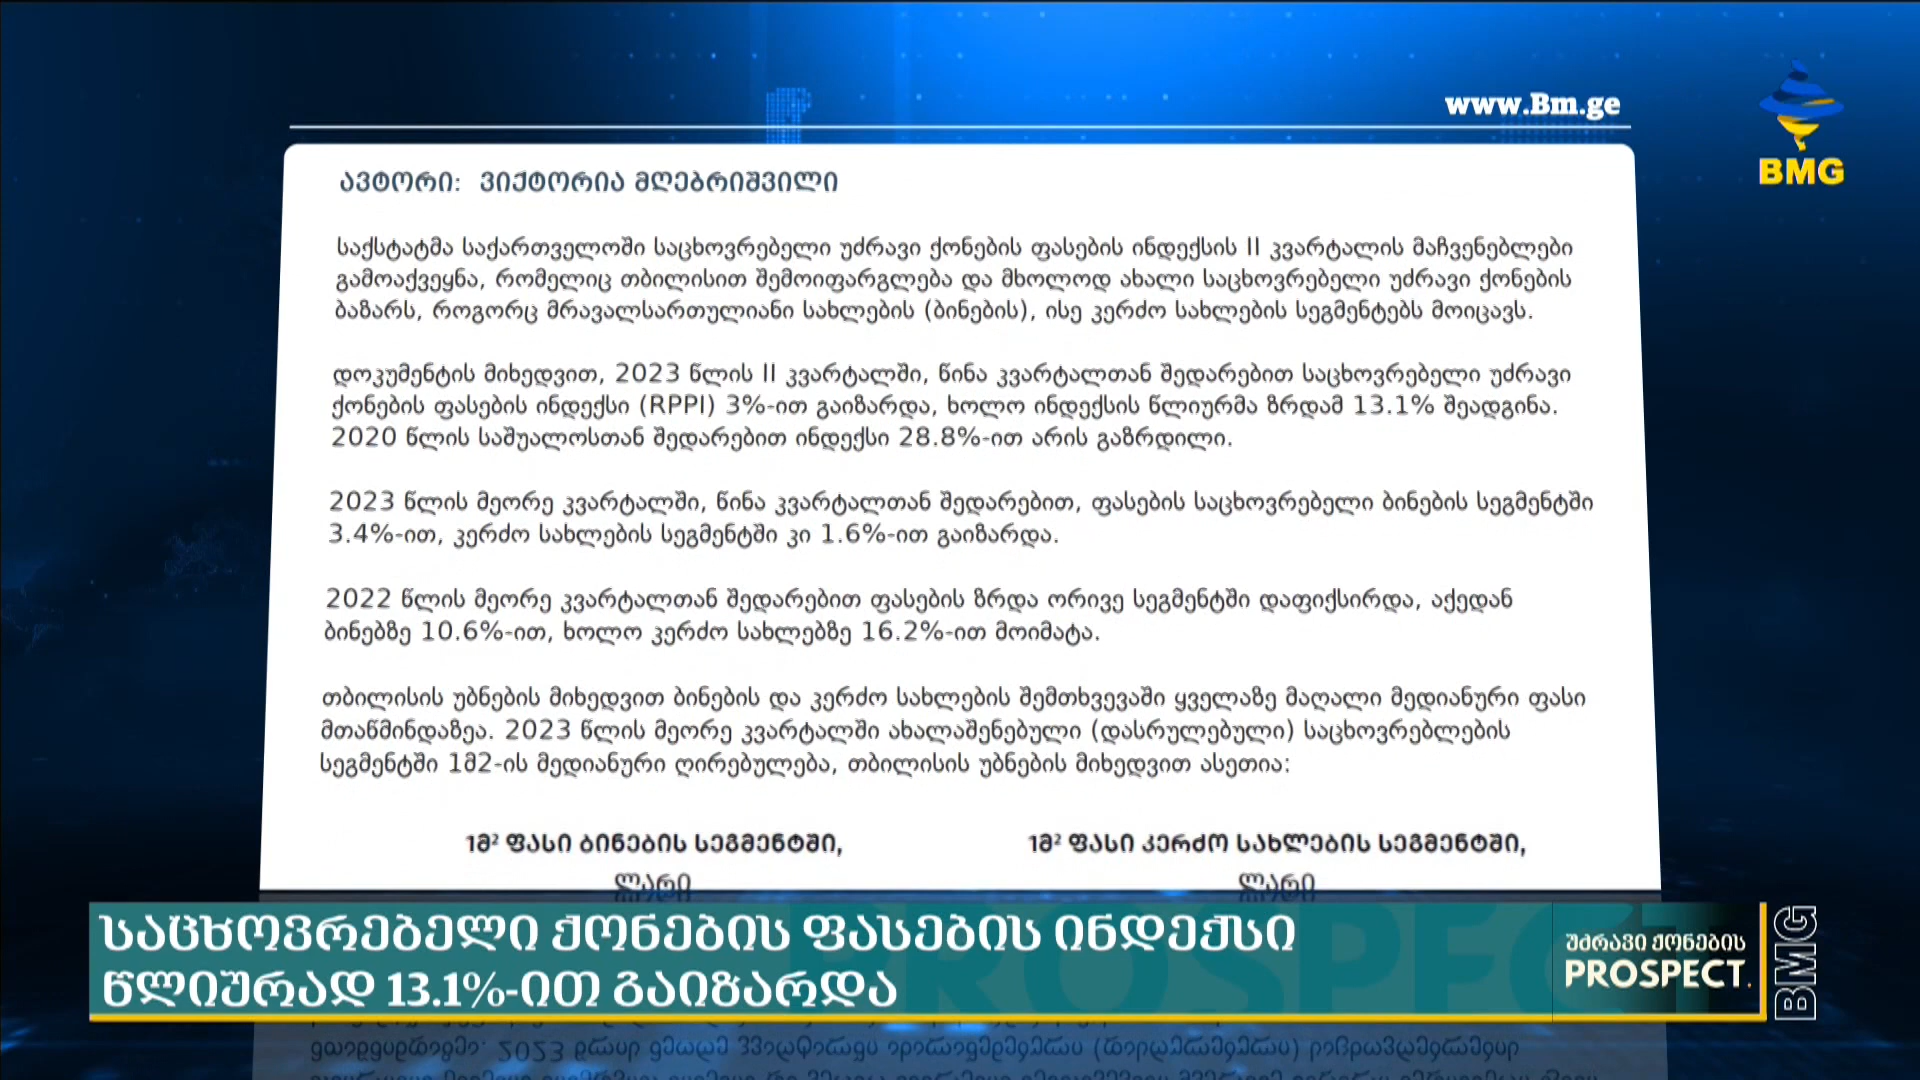 www.Bm.ge
BMG
ავტორი: ვიქტორია მღებრიშვილი
საქსტატმა საქართველოში საცხოვრებელი უძრავი ქონების ფასების ინდექსის II კვარტალის მაჩვენებლები
გამოაქვეყნა, რომელიც თბილისით შემოიფარგლება და მხოლოდ ახალი საცხოვრებელი უძრავი ქონების
ბაზარს, როგორც მრავალსართულიანი სახლების (ბინების), ისე კერძო სახლების სეგმენტებს მოიცავს.
დოკუმენტის მიხედვით, 2023 წლის II კვარტალში, წინა კვარტალთან შედარებით საცხოვრებელი უძრავი
ქონების ფასების ინდექსი (RPPI) 3%-ით გაიზარდა, ხოლო ინდექსის წლიურმა ზრდამ 13.1% შეადგინა.
2020 წლის საშუალოსთან შედარებით ინდექსი 28.8%-ით არის გაზრდილი.
2023 წლის მეორე კვარტალში, წინა კვარტალთან შედარებით, ფასების საცხოვრებელი ბინების სეგმენტში
3.4%-ით, კერძო სახლების სეგმენტში კი 1.6%-ით გაიზარდა.
2022 წლის მეორე კვარტალთან შედარებით ფასების ზრდა ორივე სეგმენტში დაფიქსირდა, აქედან
ბინებზე 10.6%-ით, ხოლო კერძო სახლებზე 16.2%-ით მოიმატა.
თბილისის უბნების მიხედვით ბინების და კერძო სახლების შემთხვევაში ყველაზე მაღალი მედიანური ფასი
მთაწმინდაზეა. 2023 წლის მეორე კვარტალში ახალაშენებული (დასრულებული) საცხოვრებლების
სეგმენტში 1მ2-ის მედიანური ღირებულება, თბილისის უბნების მიხედვით ასეთია:
1მ² ფასი ბინების სეგმენტში,
ლარი
1მ² ფასი კერძო სახლების სეგმენტში,
ლარი
საცხოვრებელი ქონების ფასების ინდექსი
წლიურად 13.1%-ით გაიზარდა
უძრავი ქონების
PROSPECT.
BMG